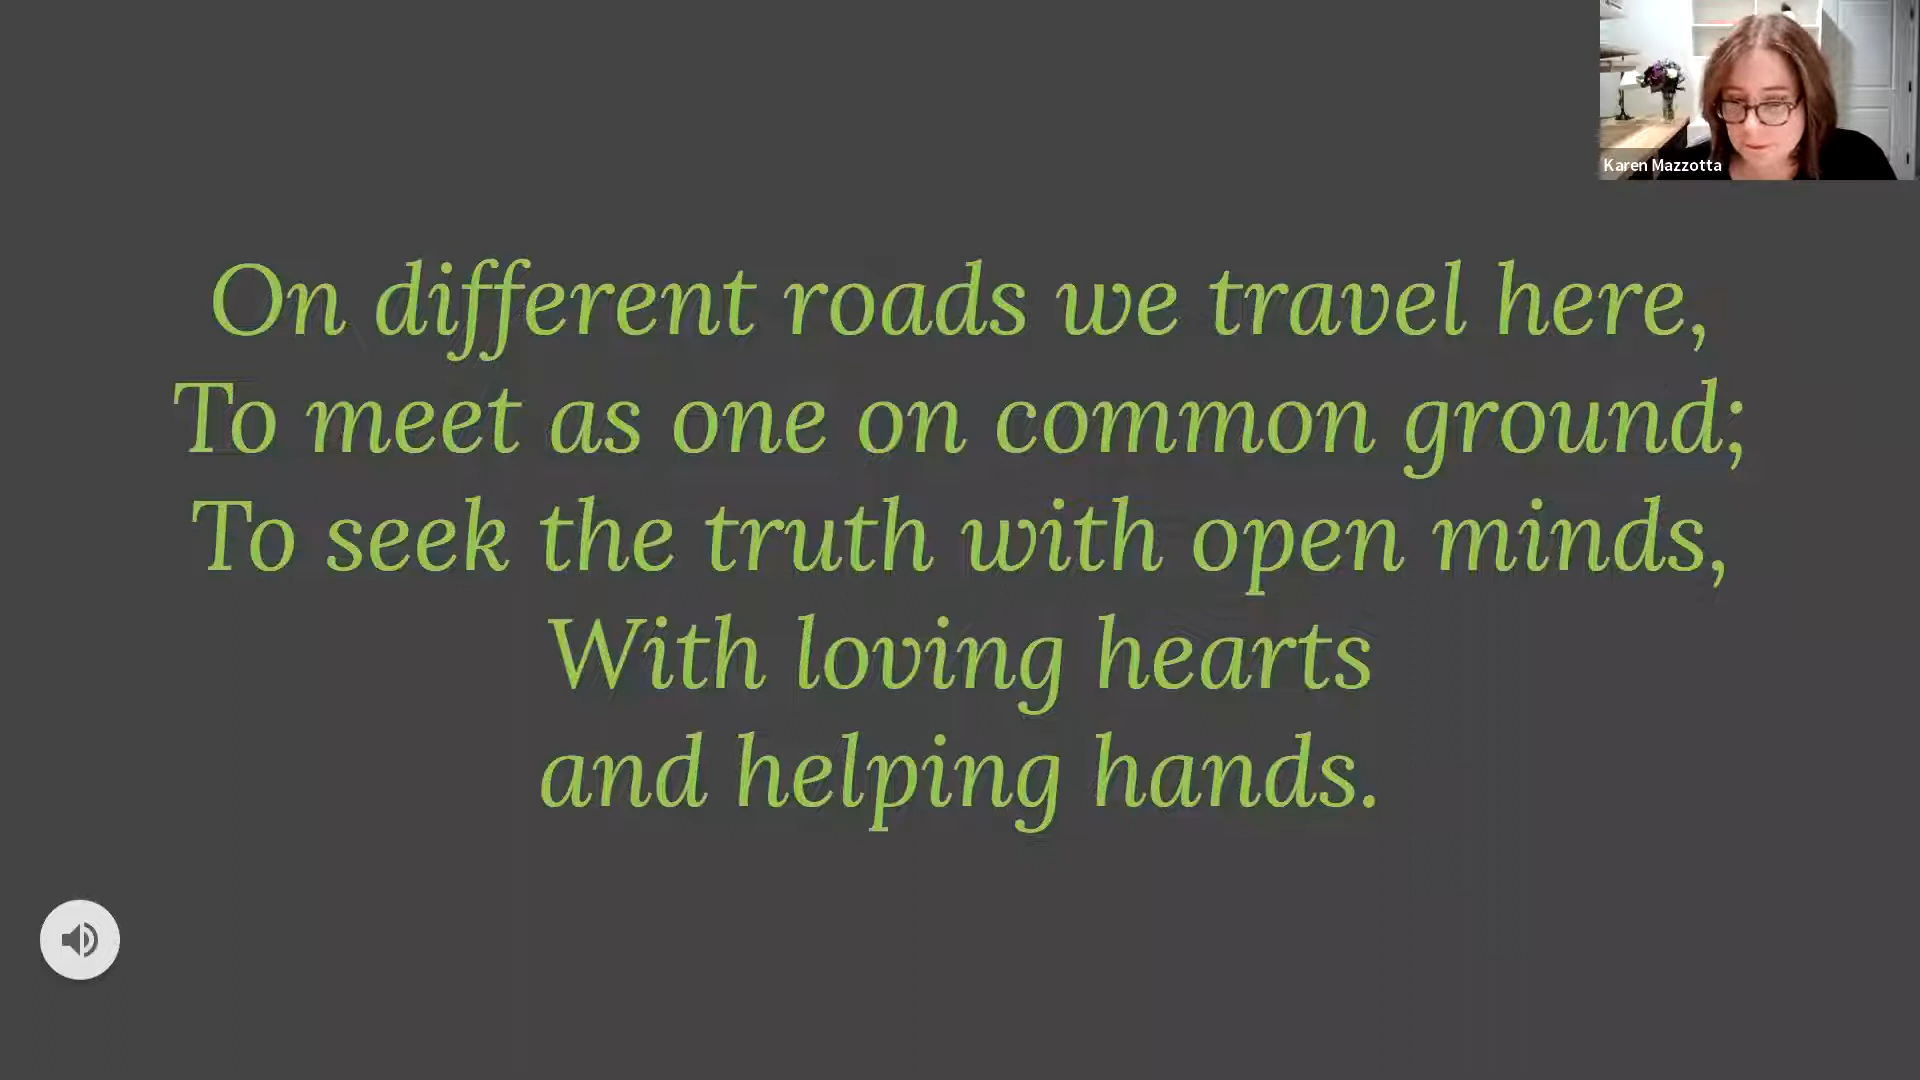 Karen Mazzotta
On different roads we travel here,
To meet as one on common ground;
To seek the truth with open minds,
With loving hearts
and helping hands.